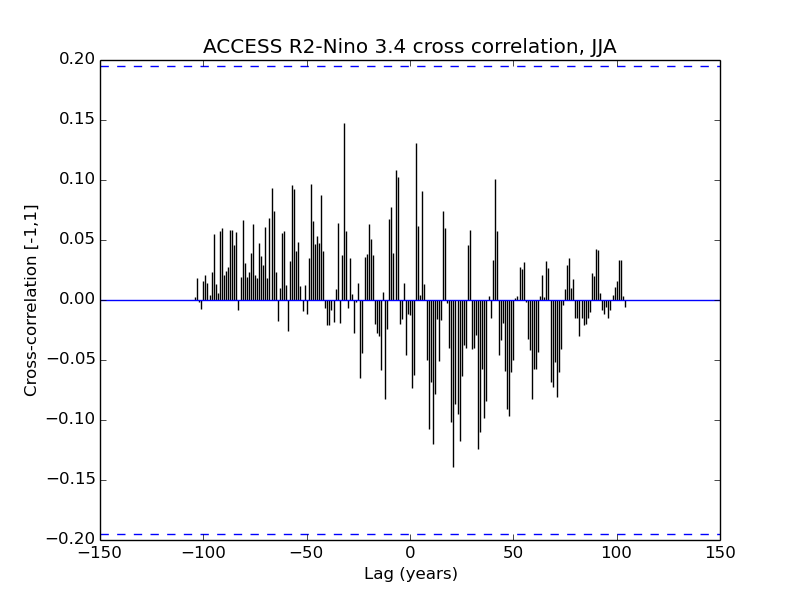 ACCESS R2-Nino 3.4 cross correlation, JJA
0.20
0.15
0.10
0.05
0.00
−0.05
−0.10
−0.15
−0.20
Cross-correlation [-1,1]
−150 −100 −50 0 50 100 150
Lag (years)